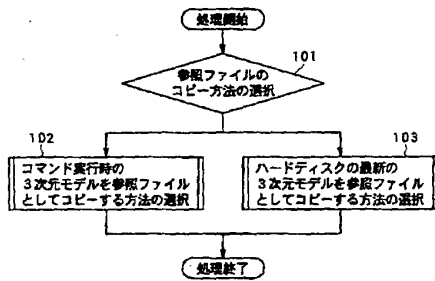 処理開始
101
参照ファイルの
コピー方法の選択
102
コマンド実行時の
3次元モデルを参照ファイル
としてコピーする方法の選択
103
ハードディスクの最新の
3次元モデルを参照ファイル
としてコピーする方法の選択
処理終了